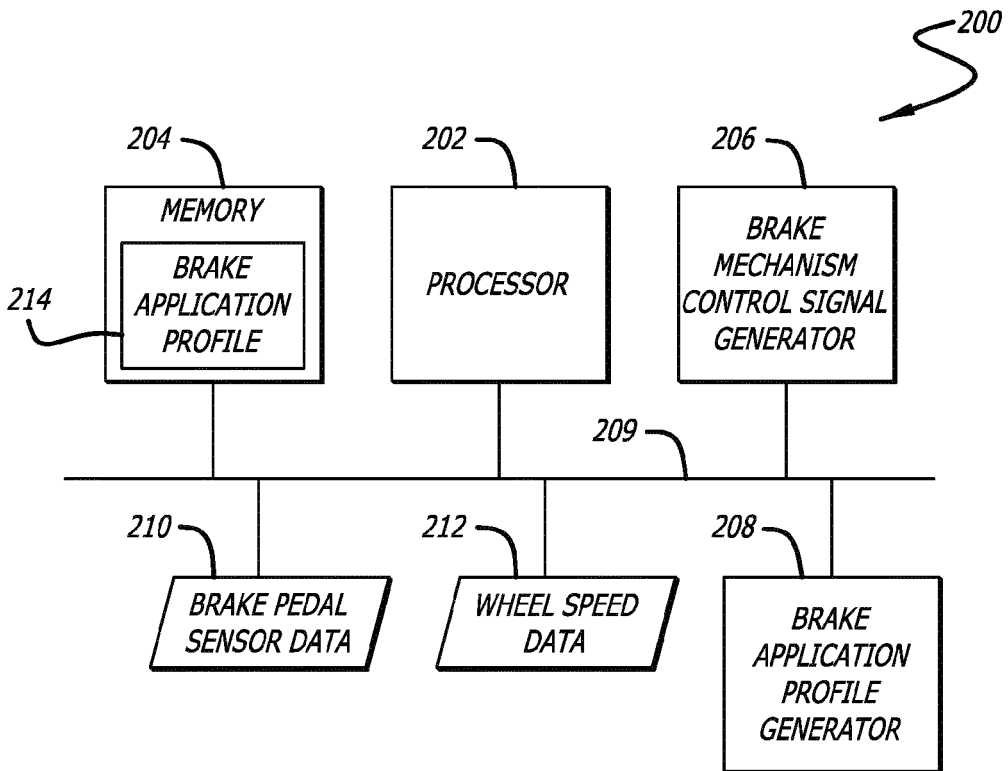 200
204
202
206
MEMORY
BRAKE
APPLICATION
PROFILE
214
PROCESSOR
BRAKE
MECHANISM
CONTROL SIGNAL
GENERATOR
209
210
212
208
BRAKE PEDAL
SENSOR DATA
WHEEL SPEED
DATA
BRAKE
APPLICATION
PROFILE
GENERATOR